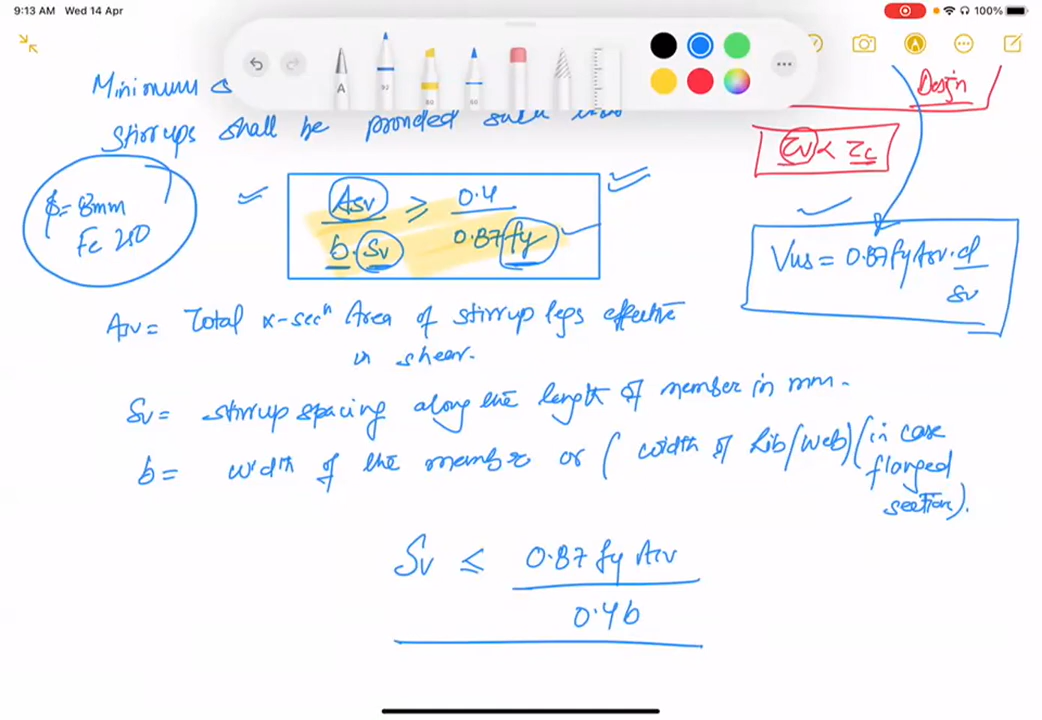 9:13 AM Wed 14 Apr
100%
A
Minimum
Design
Stirrups shall be provided such
τv < τc
ϕ = 8mm
Fe 250
Asv / b·Sv ≥ 0.4 / 0.87fy
Vus = 0.87fy Asv·d / Sv
Asv = Total x-secⁿ Area of stirrup legs effective
in shear.
Sv = stirrup spacing along the length of member in mm.
b = width of the member or ( width of Rib/Web) (in case
flanged
section).
Sv ≤ 0.87 fy Asv / 0.4b